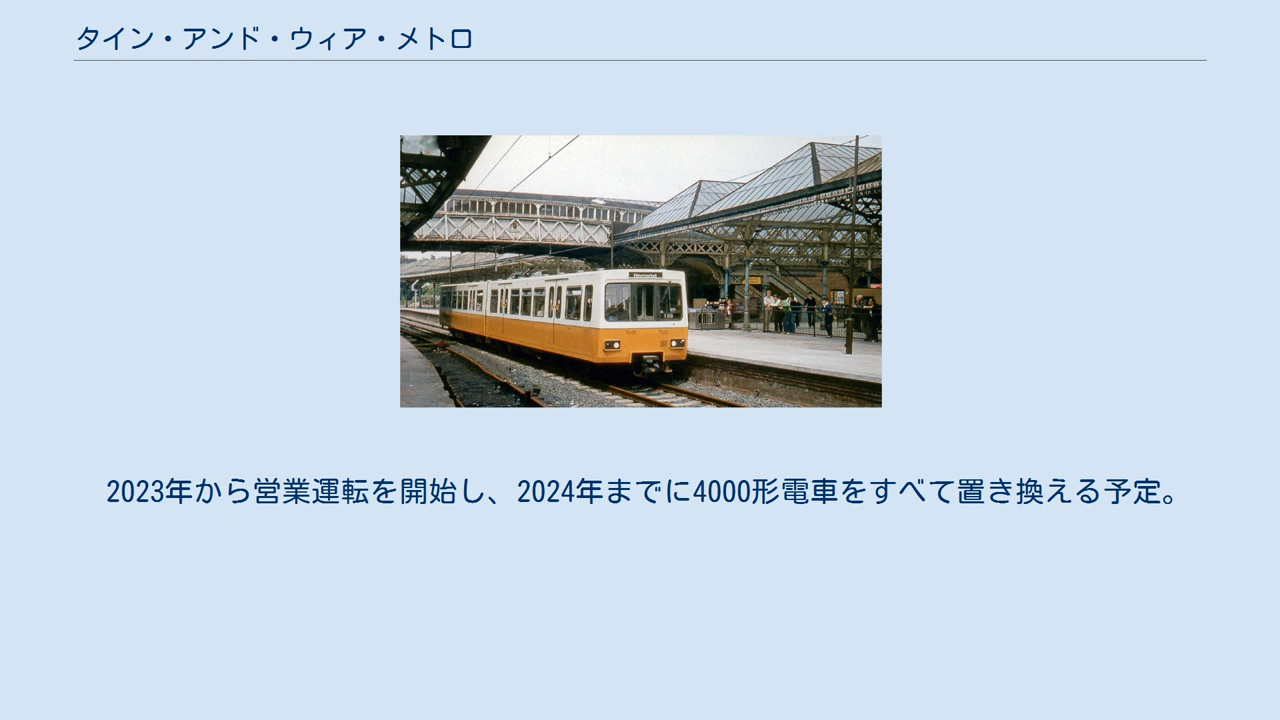 タイン・アンド・ウィア・メトロ
Haymarket
2023年から営業運転を開始し、2024年までに4000形電車をすべて置き換える予定。